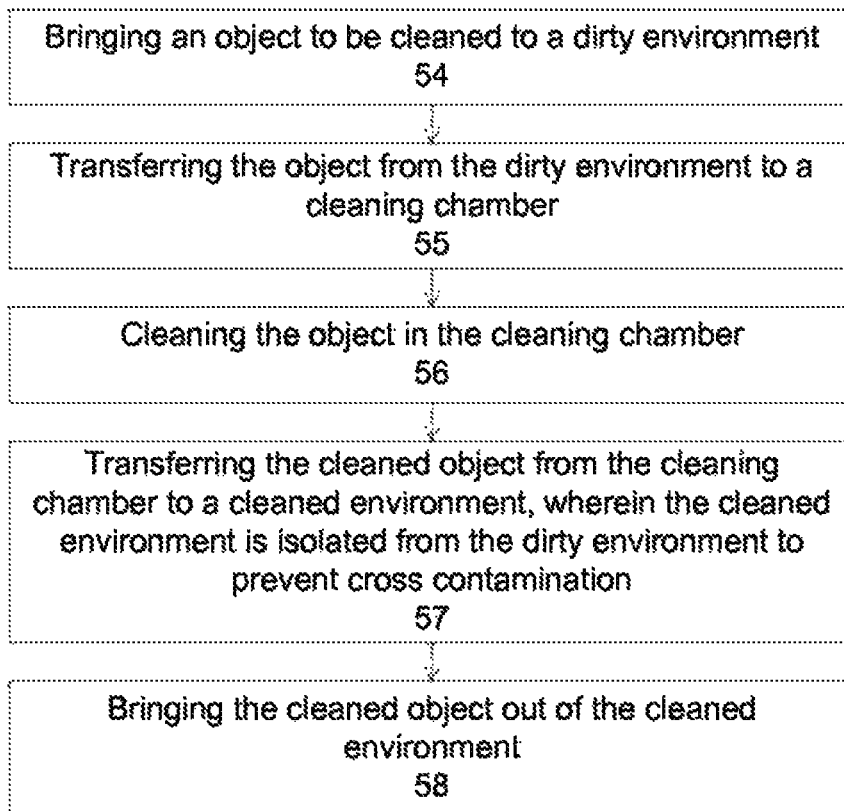 Bringing an object to be cleaned to a dirty environment
54
Transferring the object from the dirty environment to a
cleaning chamber
55
Cleaning the object in the cleaning chamber
56
Transferring the cleaned object from the cleaning
chamber to a cleaned environment, wherein the cleaned
environment is isolated from the dirty environment to
prevent cross contamination
57
Bringing the cleaned object out of the cleaned
environment
58